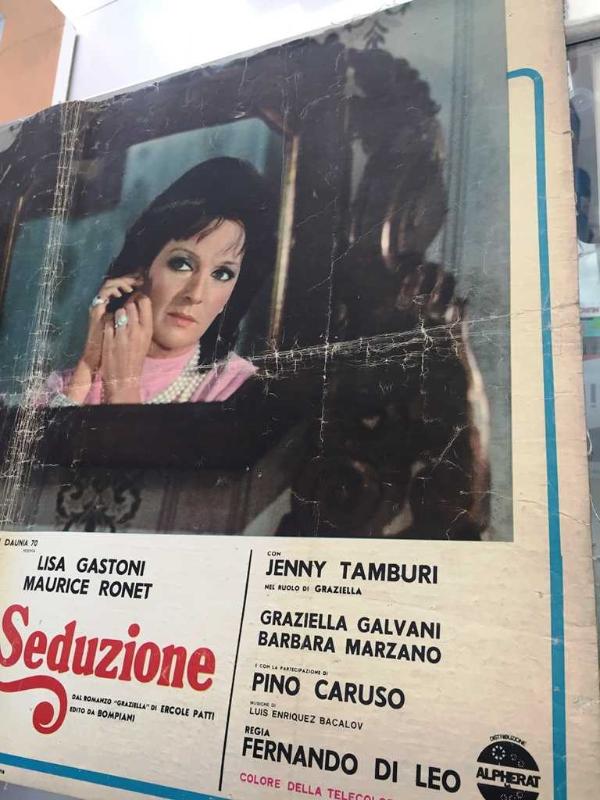 DAUNIA 70
PRESENTA
LISA GASTONI
MAURICE RONET
Seduzione
DAL ROMANZO "GRAZIELLA" DI ERCOLE PATTI
EDITO DA BOMPIANI
CON
JENNY TAMBURI
NEL RUOLO DI GRAZIELLA
GRAZIELLA GALVANI
BARBARA MARZANO
E CON LA PARTECIPAZIONE DI
PINO CARUSO
MUSICHE DI
LUIS ENRIQUEZ BACALOV
REGIA
FERNANDO DI LEO
COLORE DELLA
DISTRIBUZIONE
ALPHERAT